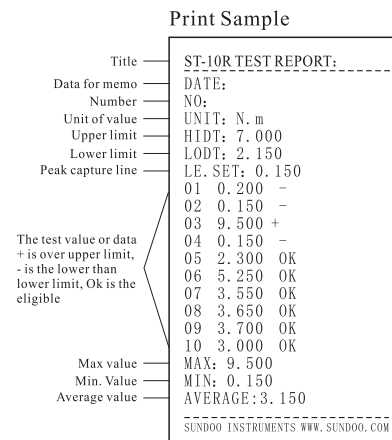 Print Sample
Title
Data for memo
Number
Unit of value
Upper limit
Lower limit
Peak capture line
The test value or data
+ is over upper limit,
- is the lower than
lower limit, Ok is the
eligible
Max value
Min. Value
Average value
ST-10R TEST REPORT:
DATE:
NO:
UNIT: N.m
HIDT: 7.000
LODT: 2.150
LE.SET: 0.150
01 0.200 -
02 0.150 -
03 9.500 +
04 0.150 -
05 2.300 OK
06 5.250 OK
07 3.550 OK
08 3.650 OK
09 3.700 OK
10 3.000 OK
MAX: 9.500
MIN: 0.150
AVERAGE:3.150
SUNDOO INSTRUMENTS WWW.SUNDOO.COM